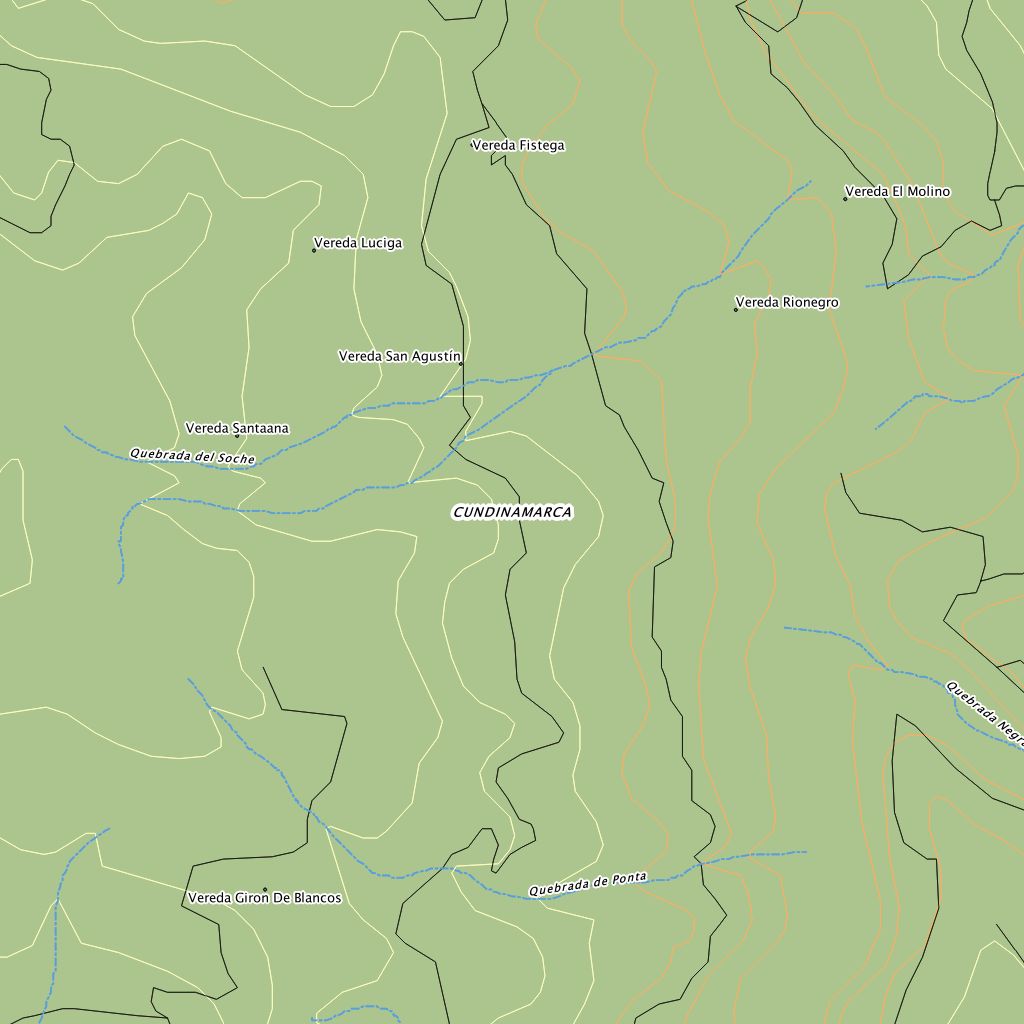 Vereda Fistega
Vereda El Molino
Vereda Luciga
Vereda Rionegro
Vereda San Agustín
Vereda Santaana
Quebrada del Soche
CUNDINAMARCA
Quebrada Negra
Quebrada de Ponta
Vereda Giron De Blancos